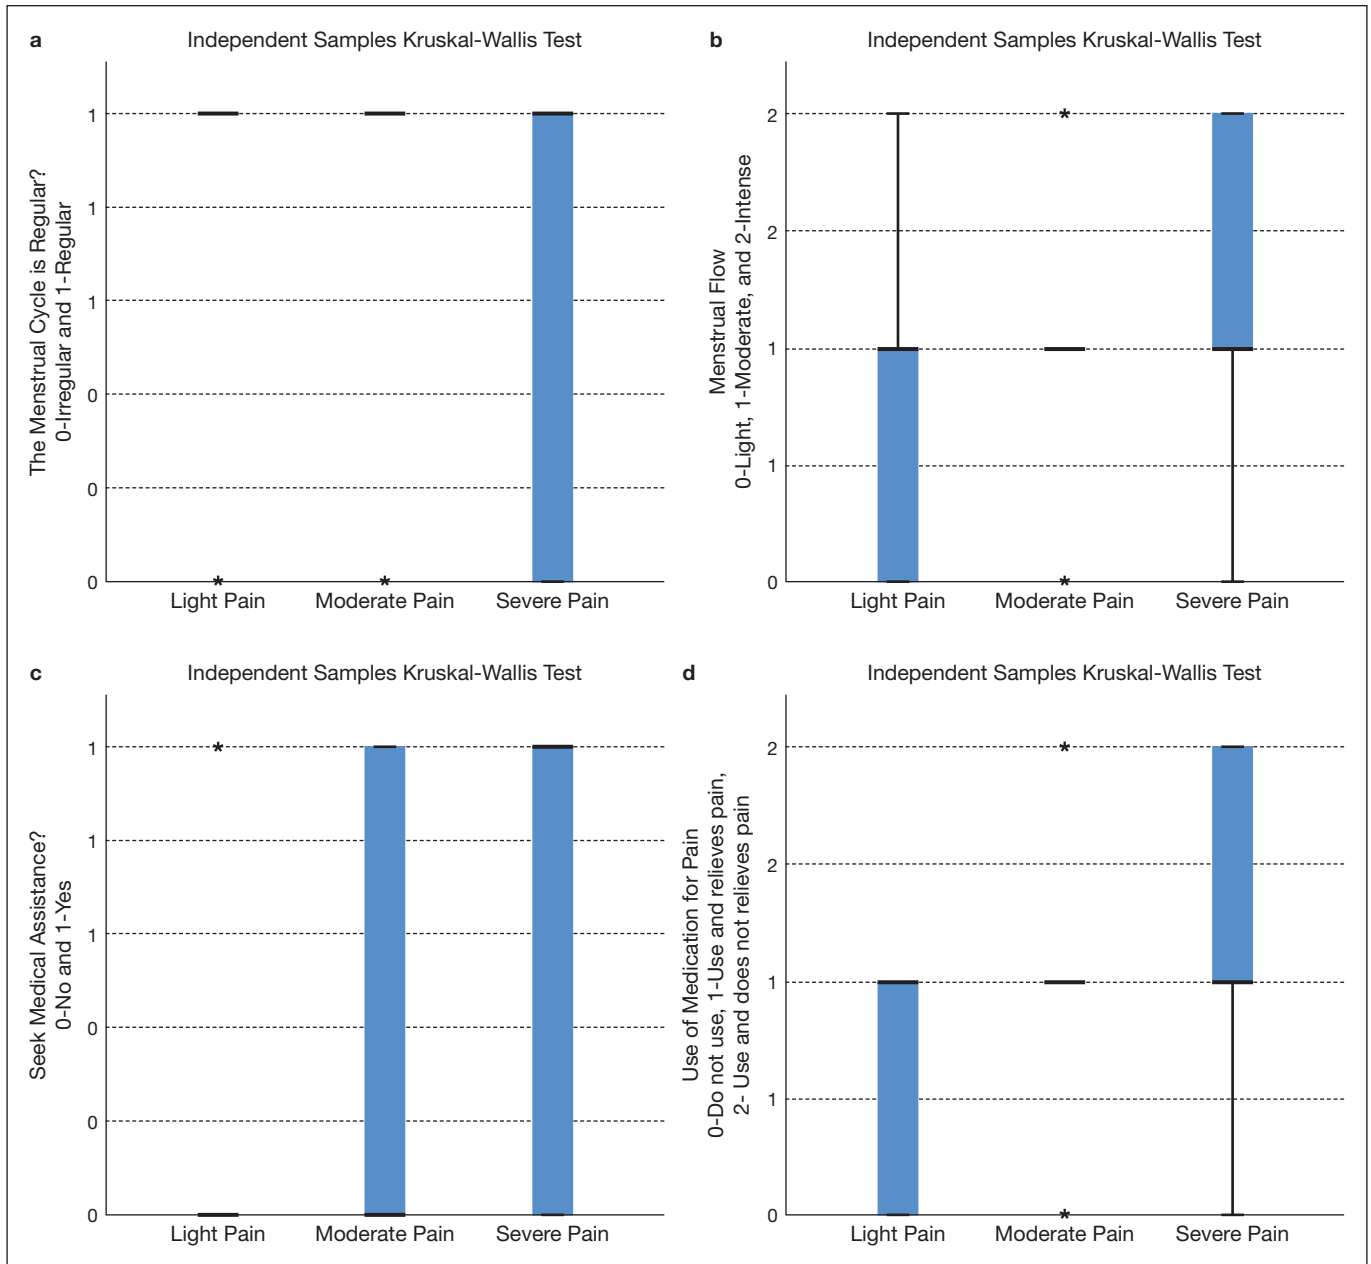 a
Independent Samples Kruskal-Wallis Test
The Menstrual Cycle is Regular?
0-Irregular and 1-Regular
1
1
1
0
0
0
Light Pain
Moderate Pain
Severe Pain
b
Independent Samples Kruskal-Wallis Test
Menstrual Flow
0-Light, 1-Moderate, and 2-Intense
2
2
1
1
0
Light Pain
Moderate Pain
Severe Pain
c
Independent Samples Kruskal-Wallis Test
Seek Medical Assistance?
0-No and 1-Yes
1
1
1
0
0
0
Light Pain
Moderate Pain
Severe Pain
d
Independent Samples Kruskal-Wallis Test
Use of Medication for Pain
0-Do not use, 1-Use and relieves pain,
2- Use and does not relieves pain
2
2
1
1
0
Light Pain
Moderate Pain
Severe Pain